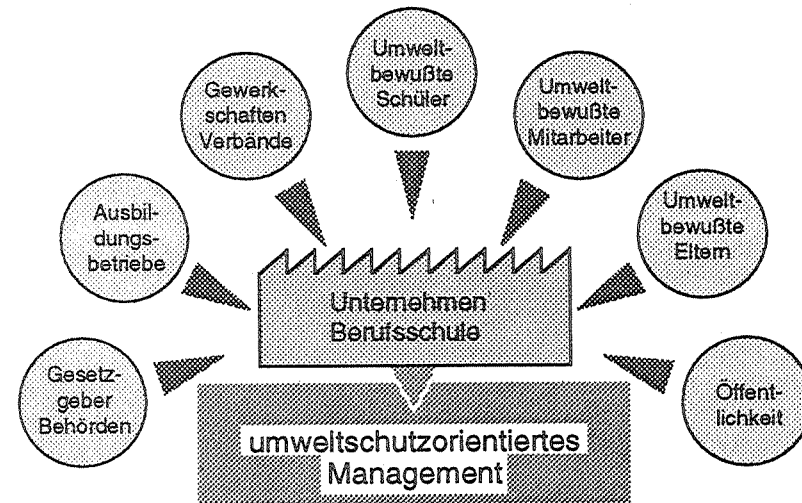 Umwelt-
bewußte
Schüler
Gewerk-
schaften
Verbände
Umwelt-
bewußte
Mitarbeiter
Ausbil-
dungs-
betriebe
Umwelt-
bewußte
Eltern
Unternehmen
Berufsschule
Gesetz-
geber
Behörden
Öffent-
lichkeit
umweltschutzorientiertes
Management